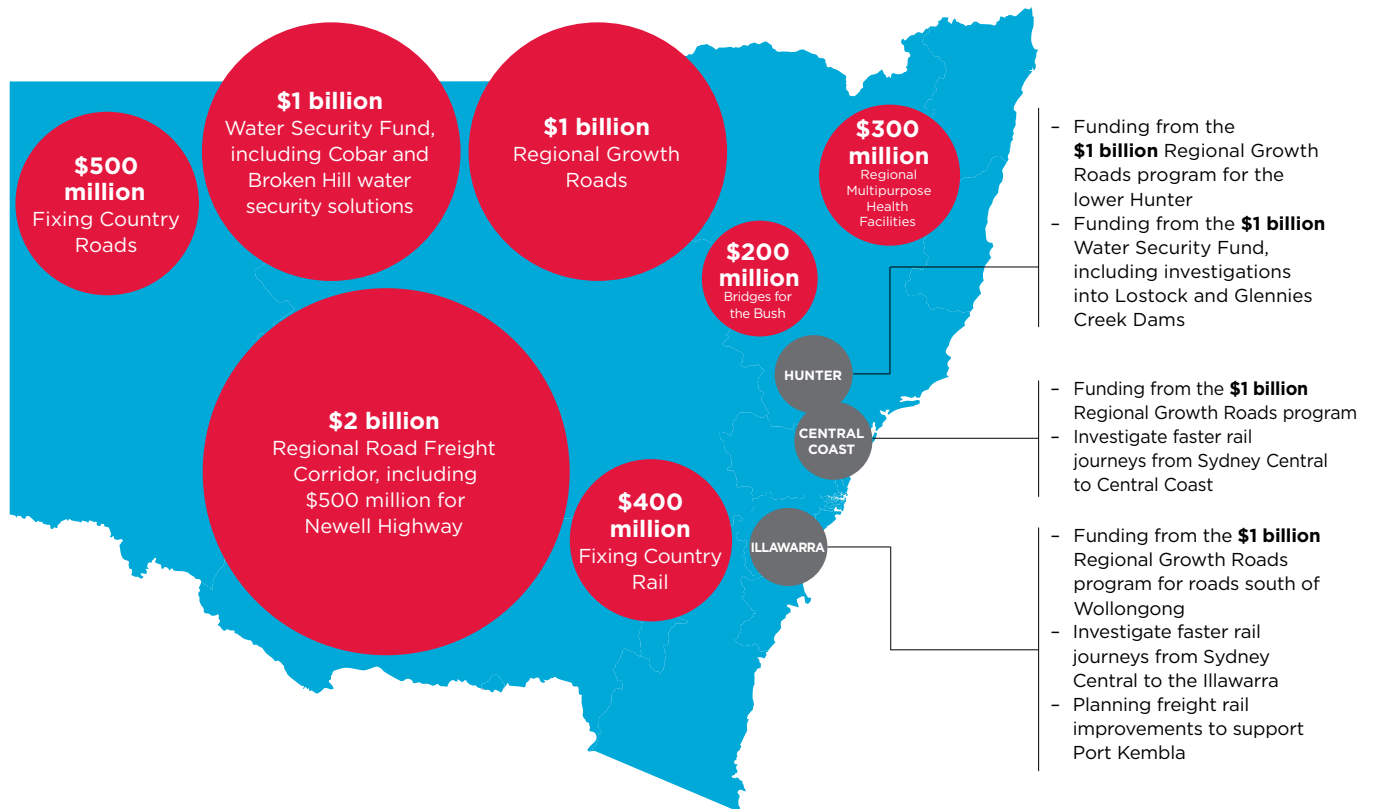 $500
million
Fixing Country
Roads
$1 billion
Water Security Fund,
including Cobar and
Broken Hill water
security solutions
$1 billion
Regional Growth
Roads
$300
million
Regional
Multipurpose
Health
Facilities
$200
million
Bridges for
the Bush
$2 billion
Regional Road Freight
Corridor, including
$500 million for
Newell Highway
$400
million
Fixing Country
Rail
HUNTER
CENTRAL
COAST
ILLAWARRA
– Funding from the
$1 billion Regional Growth
Roads program for the
lower Hunter
– Funding from the $1 billion
Water Security Fund,
including investigations
into Lostock and Glennies
Creek Dams
– Funding from the $1 billion
Regional Growth Roads program
– Investigate faster rail
journeys from Sydney Central
to Central Coast
– Funding from the $1 billion
Regional Growth Roads
program for roads south of
Wollongong
– Investigate faster rail
journeys from Sydney
Central to the Illawarra
– Planning freight rail
improvements to support
Port Kembla